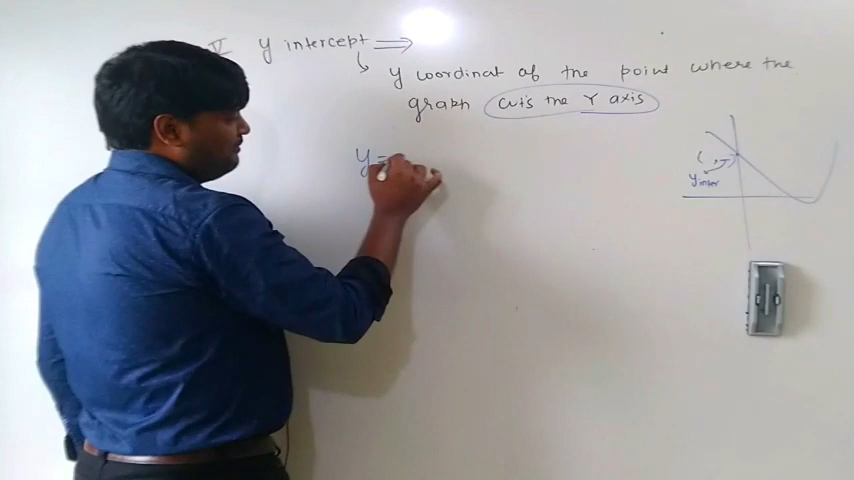 V y intercept ⇒
y coordinat of the point where the
graph cuts the Y axis
( , )
y inter
y =